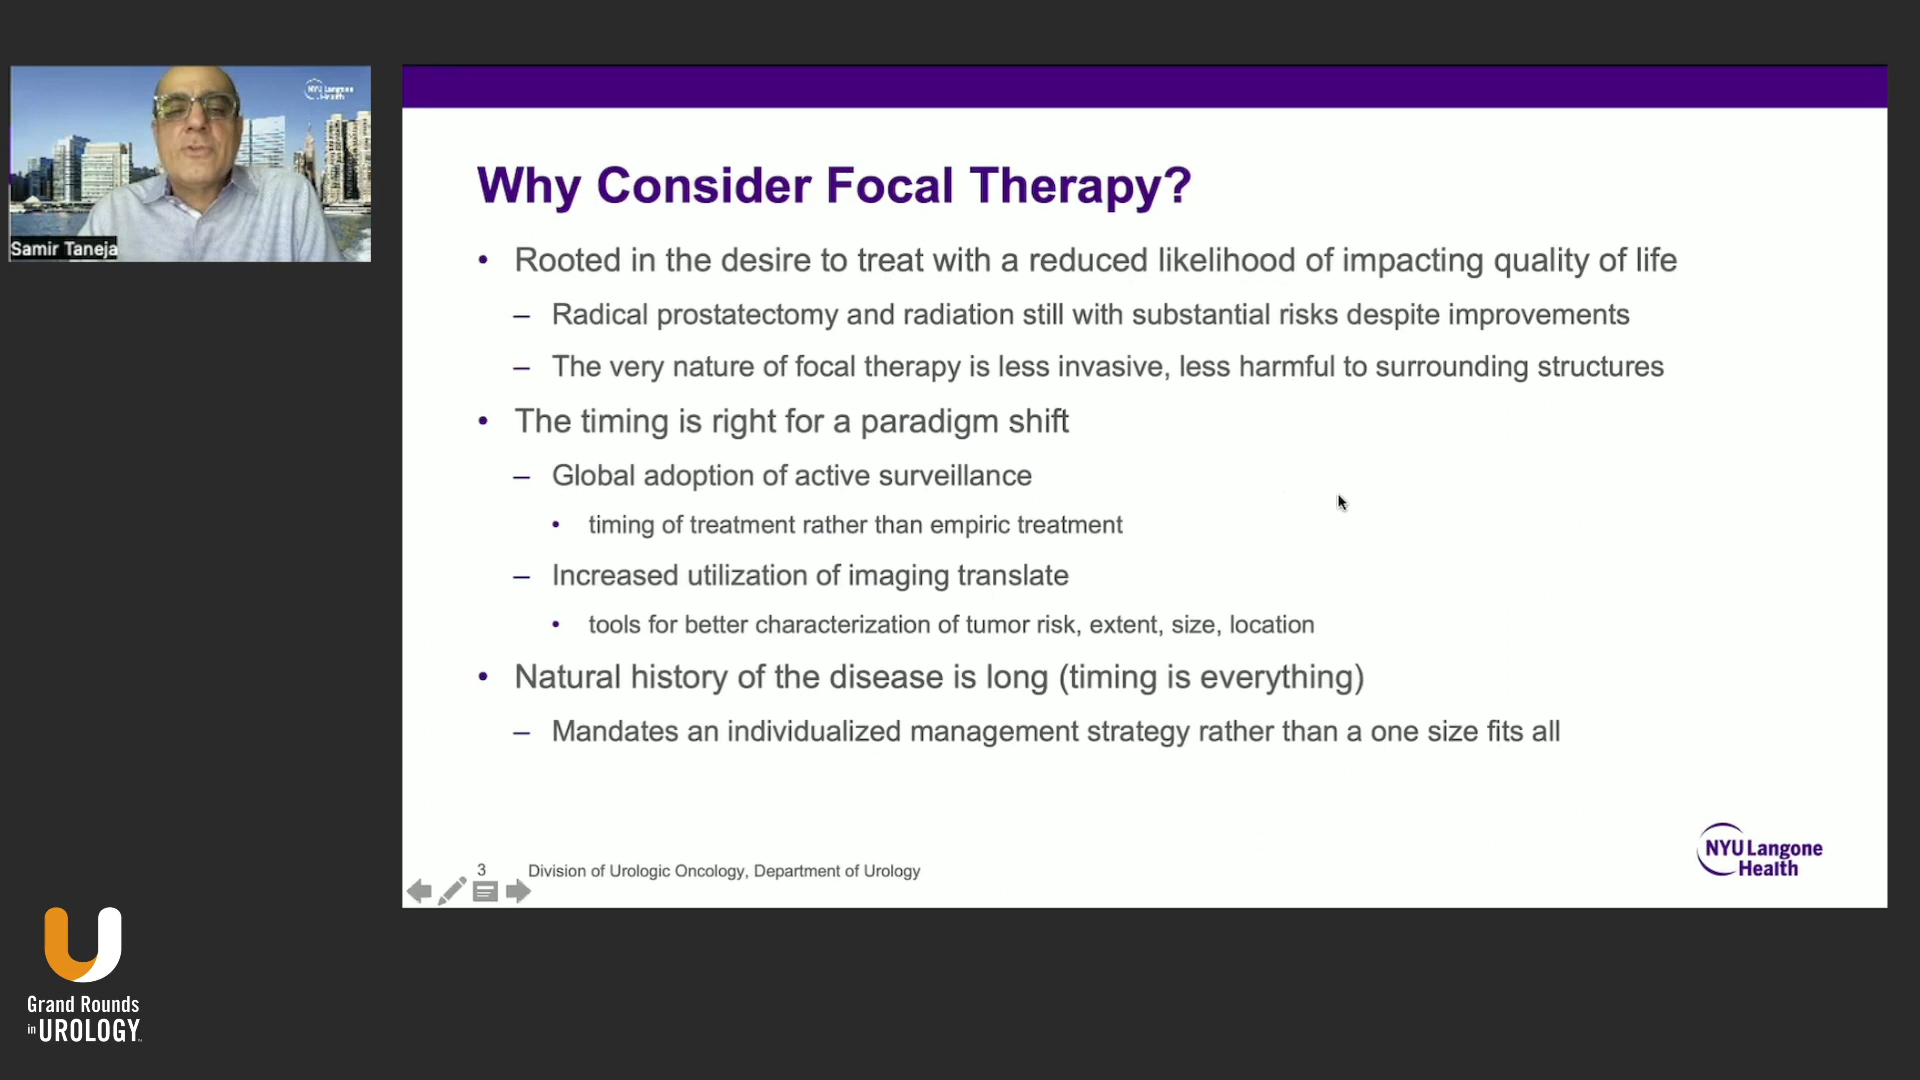 NYU Langone
Health
Samir Taneja
Why Consider Focal Therapy?
• Rooted in the desire to treat with a reduced likelihood of impacting quality of life
– Radical prostatectomy and radiation still with substantial risks despite improvements
– The very nature of focal therapy is less invasive, less harmful to surrounding structures
• The timing is right for a paradigm shift
– Global adoption of active surveillance
• timing of treatment rather than empiric treatment
– Increased utilization of imaging translate
• tools for better characterization of tumor risk, extent, size, location
• Natural history of the disease is long (timing is everything)
– Mandates an individualized management strategy rather than a one size fits all
3 Division of Urologic Oncology, Department of Urology
NYU Langone
Health
Grand Rounds
in UROLOGY